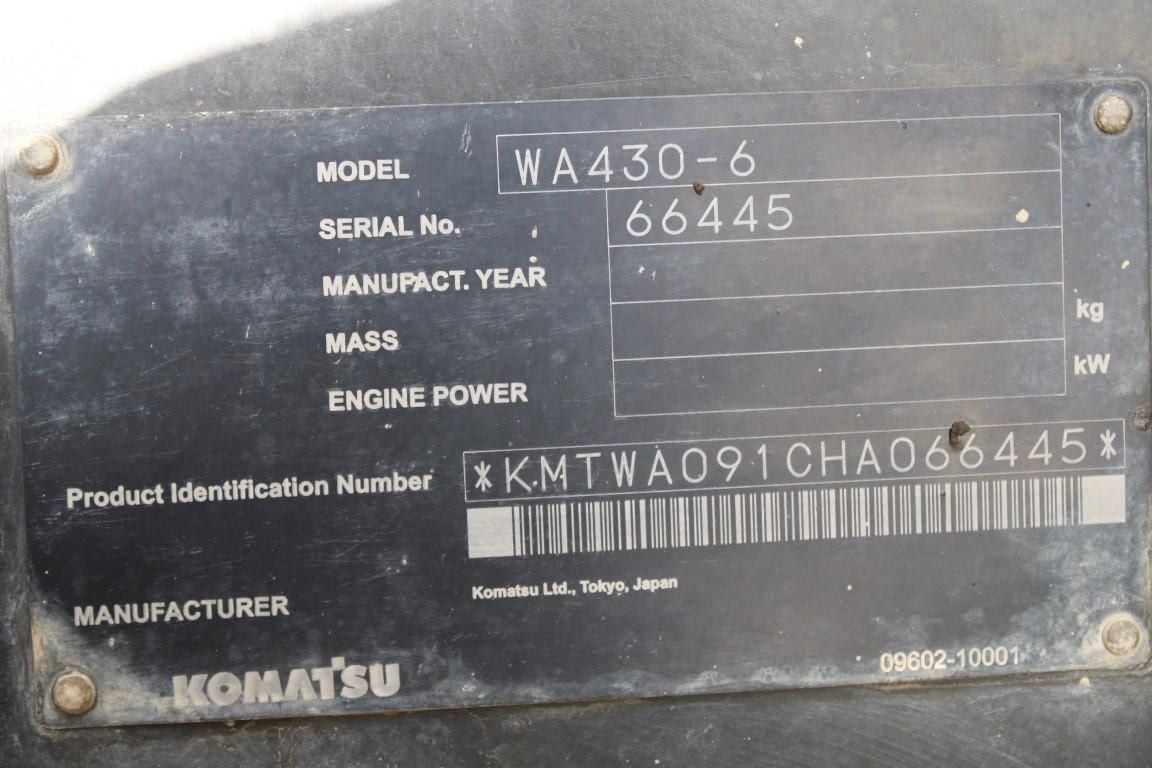 MODEL WA430-6
SERIAL No. 66445
MANUFACT. YEAR
MASS kg
ENGINE POWER kW
Product Identification Number *KMTWA091CHA066445*
MANUFACTURER Komatsu Ltd., Tokyo, Japan
KOMATSU 09602-10001